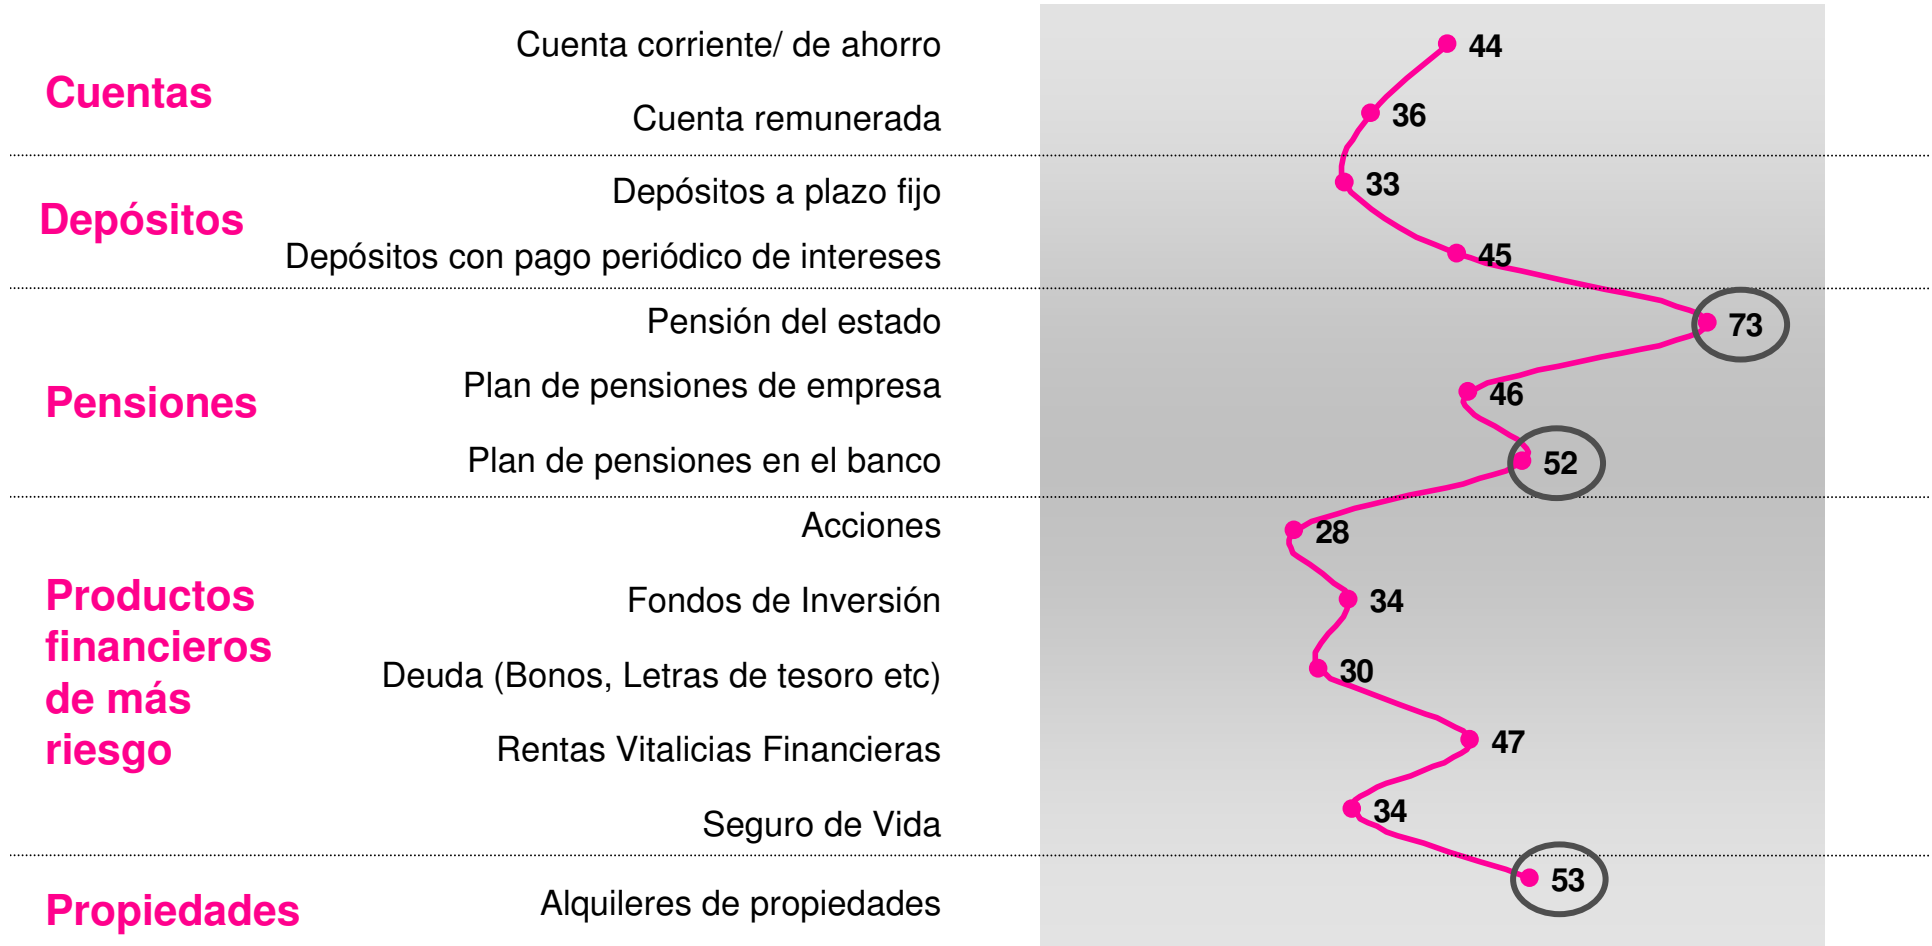 Cuenta corriente/ de ahorro 44
Cuentas
Cuenta remunerada 36
Depósitos a plazo fijo 33
Depósitos
Depósitos con pago periódico de intereses 45
Pensión del estado 73
Pensiones
Plan de pensiones de empresa 46
Plan de pensiones en el banco 52
Acciones 28
Productos
financieros
de más
riesgo
Fondos de Inversión 34
Deuda (Bonos, Letras de tesoro etc) 30
Rentas Vitalicias Financieras 47
Seguro de Vida 34
Propiedades
Alquileres de propiedades 53